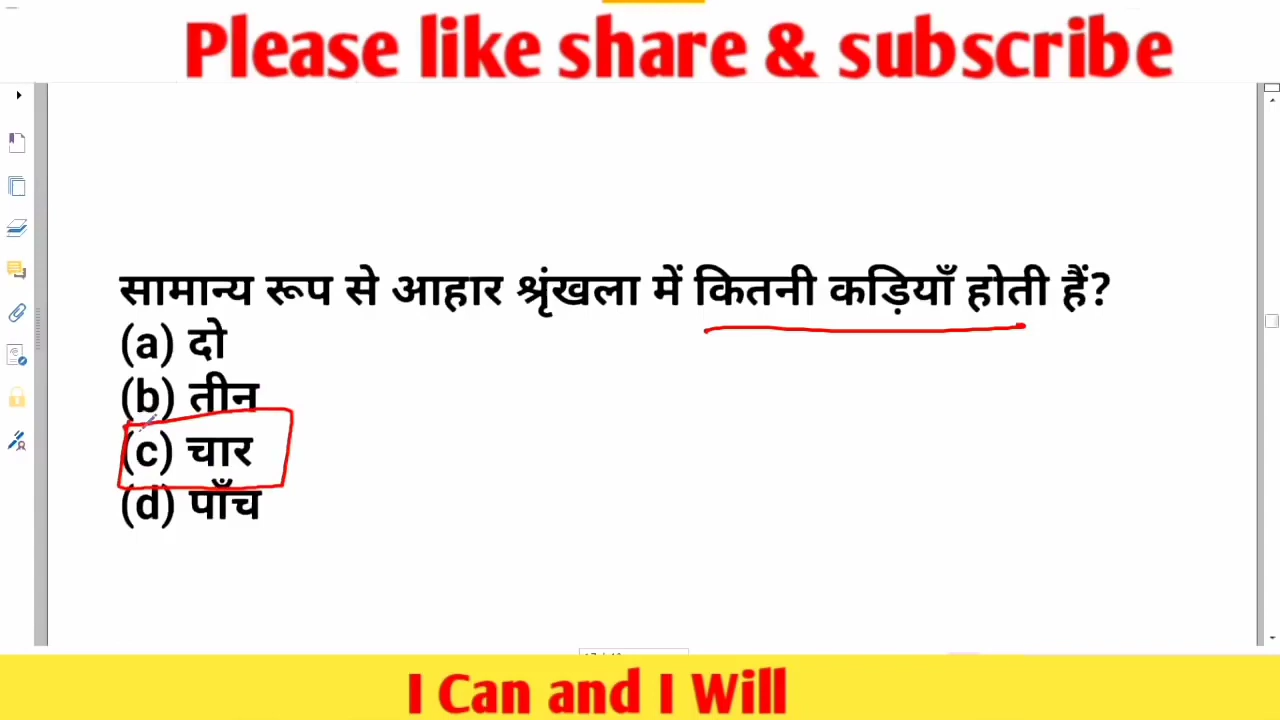 Please like share & subscribe
सामान्य रूप से आहार श्रृंखला में कितनी कड़ियाँ होती हैं?
(a) दो
(b) तीन
(c) चार
(d) पाँच
I Can and I Will